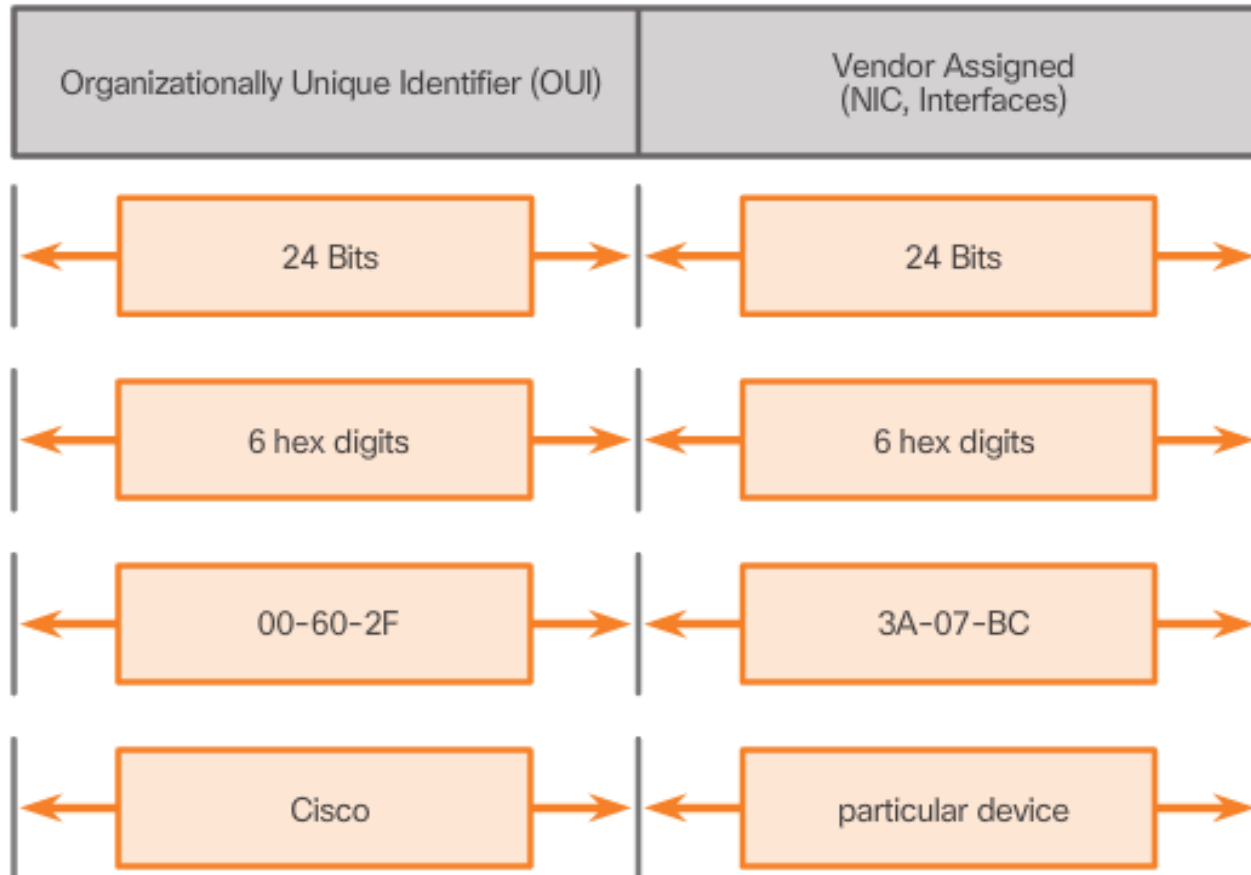 Organizationally Unique Identifier (OUI)
Vendor Assigned
(NIC, Interfaces)
24 Bits
24 Bits
6 hex digits
6 hex digits
00-60-2F
3A-07-BC
Cisco
particular device